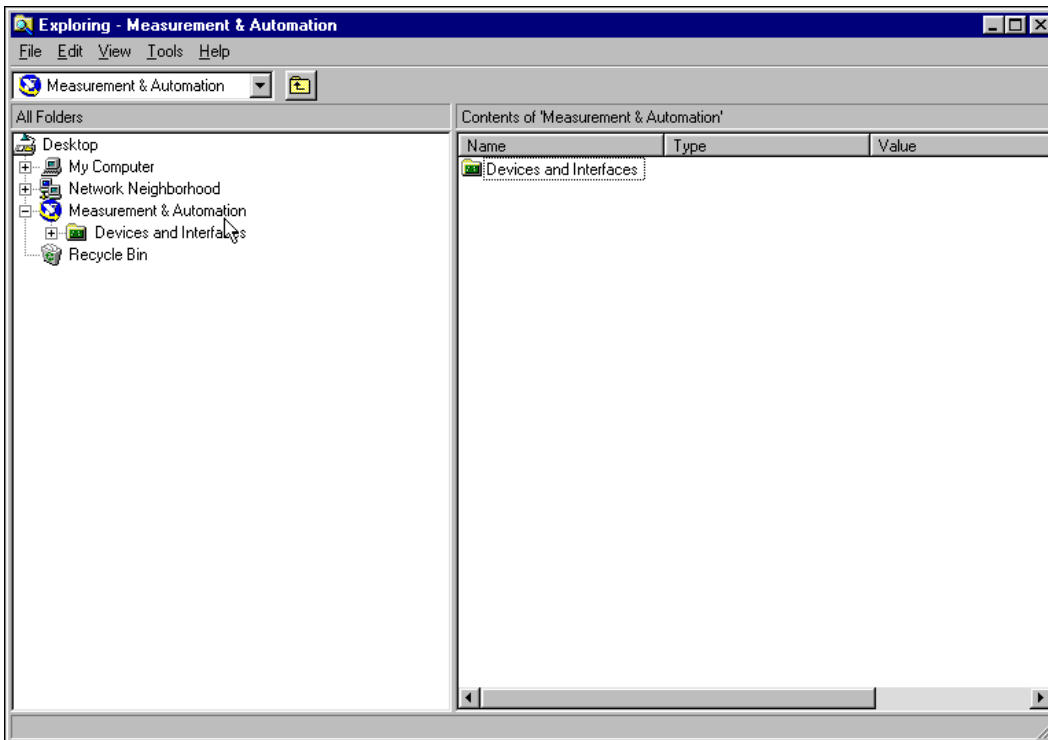 Exploring - Measurement & Automation
File Edit View Tools Help
Measurement & Automation
All Folders
Contents of 'Measurement & Automation'
Desktop
My Computer
Network Neighborhood
Measurement & Automation
Devices and Interfaces
Recycle Bin
Name Type Value
Devices and Interfaces